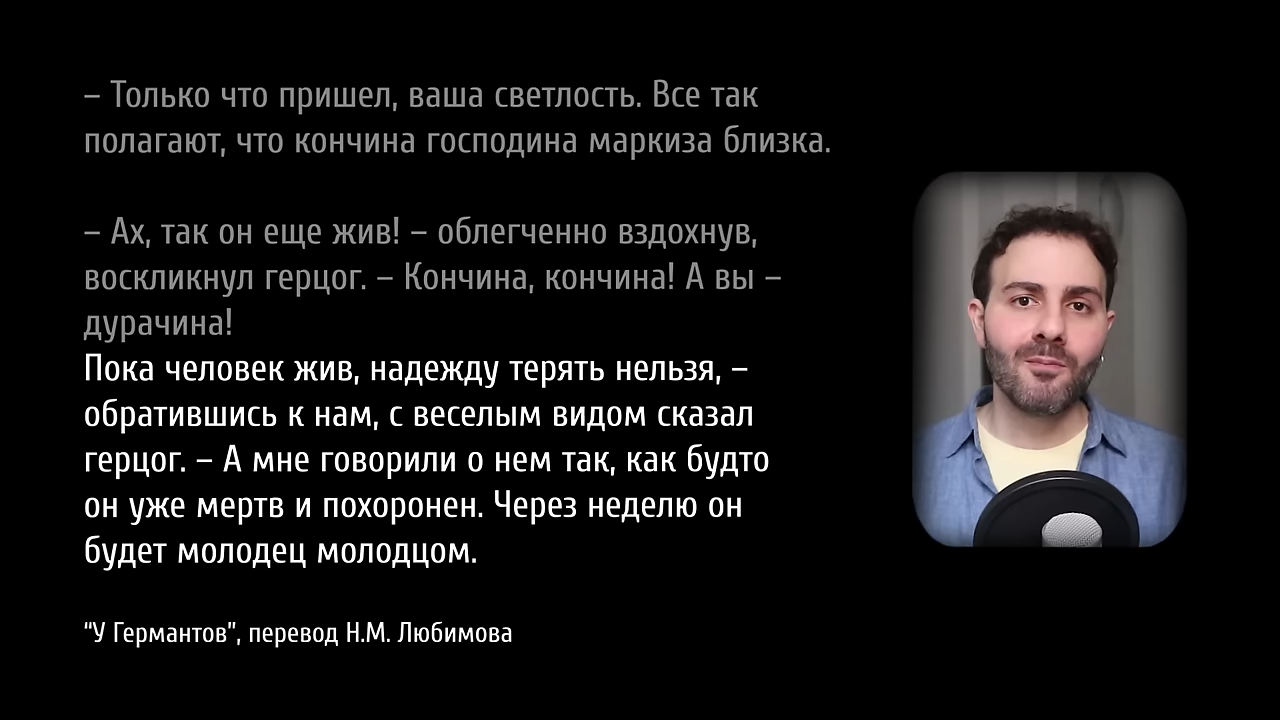 – Только что пришел, ваша светлость. Все так
полагают, что кончина господина маркиза близка.
– Ах, так он еще жив! – облегченно вздохнув,
воскликнул герцог. – Кончина, кончина! А вы –
дурачина!
Пока человек жив, надежду терять нельзя, –
обратившись к нам, с веселым видом сказал
герцог. – А мне говорили о нем так, как будто
он уже мертв и похоронен. Через неделю он
будет молодец молодцом.
“У Германтов”, перевод Н.М. Любимова